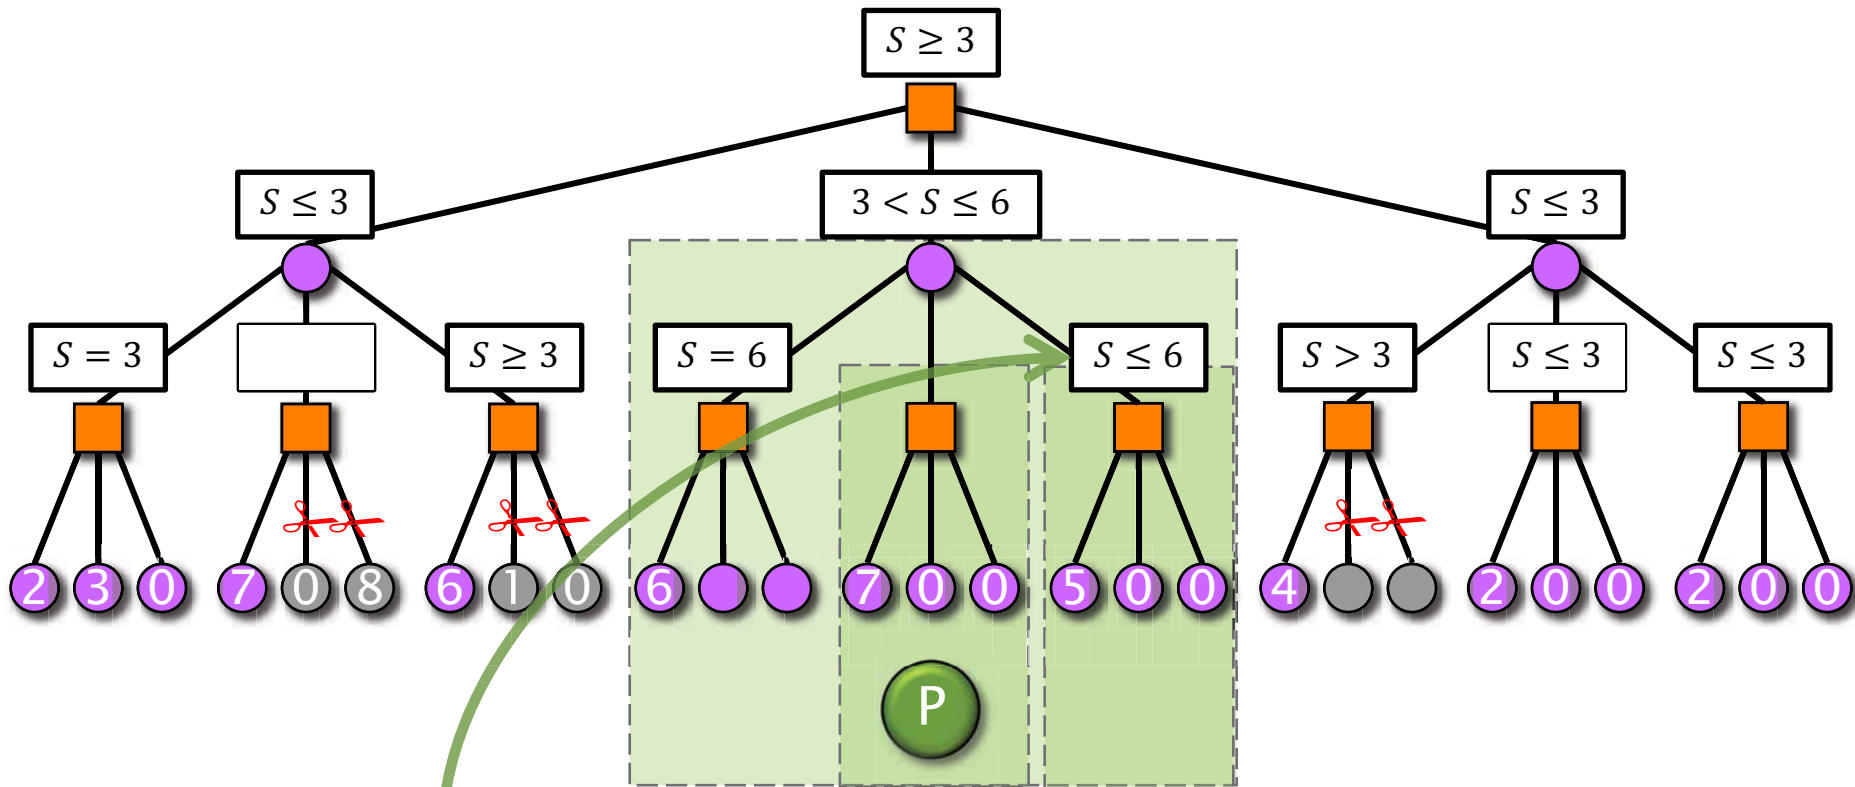 S ≥ 3
S ≤ 3
3 < S ≤ 6
S ≤ 3
S = 3
S ≥ 3
S = 6
S ≤ 6
S > 3
S ≤ 3
S ≤ 3
2 3 0 7 0 8 6 1 0 6 7 0 0 5 0 0 4 2 0 0 2 0 0
P